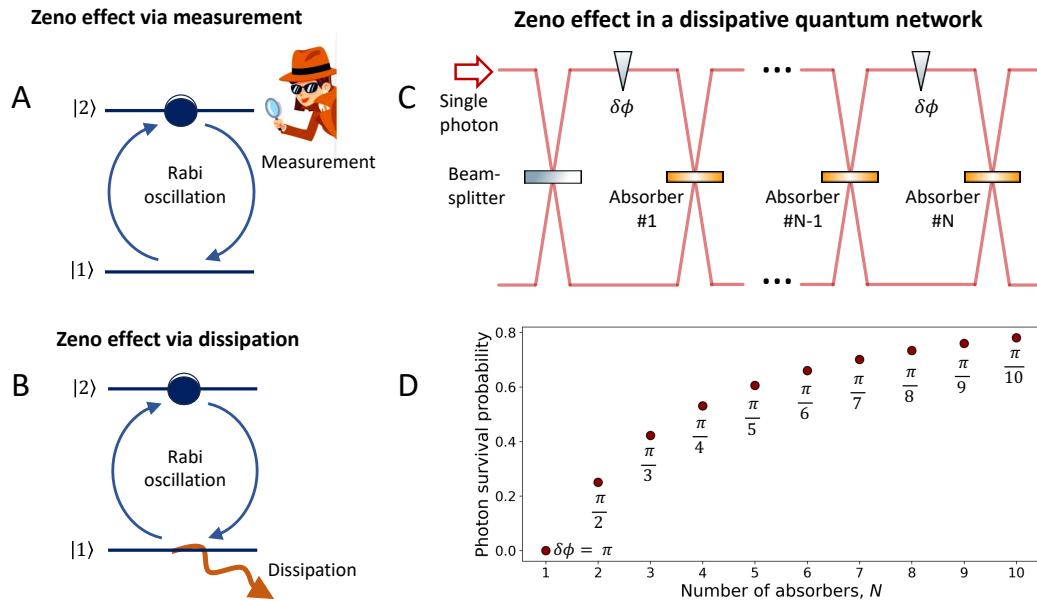 Zeno effect via measurement
A
|2⟩
Rabi
oscillation
Measurement
|1⟩
Zeno effect via dissipation
B
|2⟩
Rabi
oscillation
|1⟩
Dissipation
Zeno effect in a dissipative quantum network
C
Single
photon
Beam-
splitter
δϕ
Absorber
#1
...
Absorber
#N-1
δϕ
Absorber
#N
...
D
Photon survival probability
0.8
0.6
0.4
0.2
0.0
δϕ = π
π/2
π/3
π/4
π/5
π/6
π/7
π/8
π/9
π/10
1 2 3 4 5 6 7 8 9 10
Number of absorbers, N